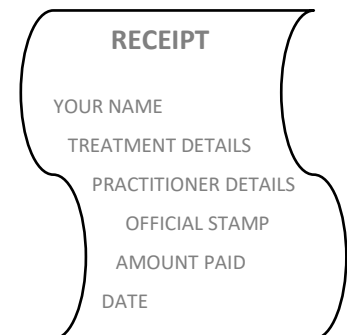 RECEIPT
YOUR NAME
TREATMENT DETAILS
PRACTITIONER DETAILS
OFFICIAL STAMP
AMOUNT PAID
DATE